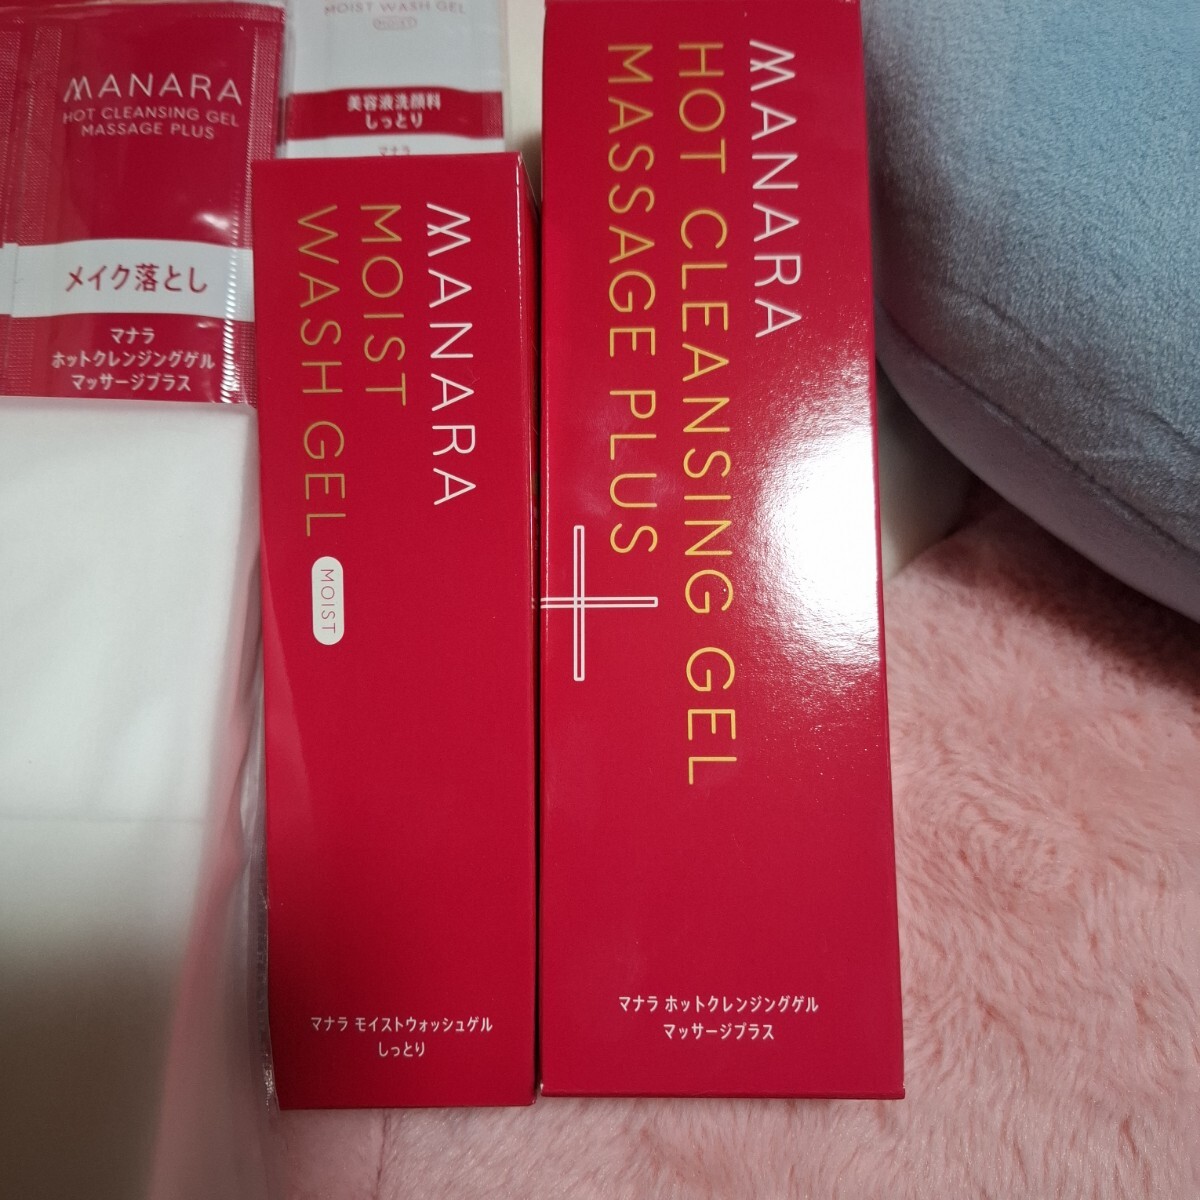 MANARA
HOT CLEANSING GEL
MASSAGE PLUS
メイク落とし
マナラ
ホットクレンジングゲル
マッサージプラス
MOIST WASH GEL
MOIST
美容液洗顔料
しっとり
マナラ
MANARA
MOIST
WASH GEL
MOIST
マナラ モイストウォッシュゲル
しっとり
MANARA
HOT CLEANSING GEL
MASSAGE PLUS
マナラ ホットクレンジングゲル
マッサージプラス